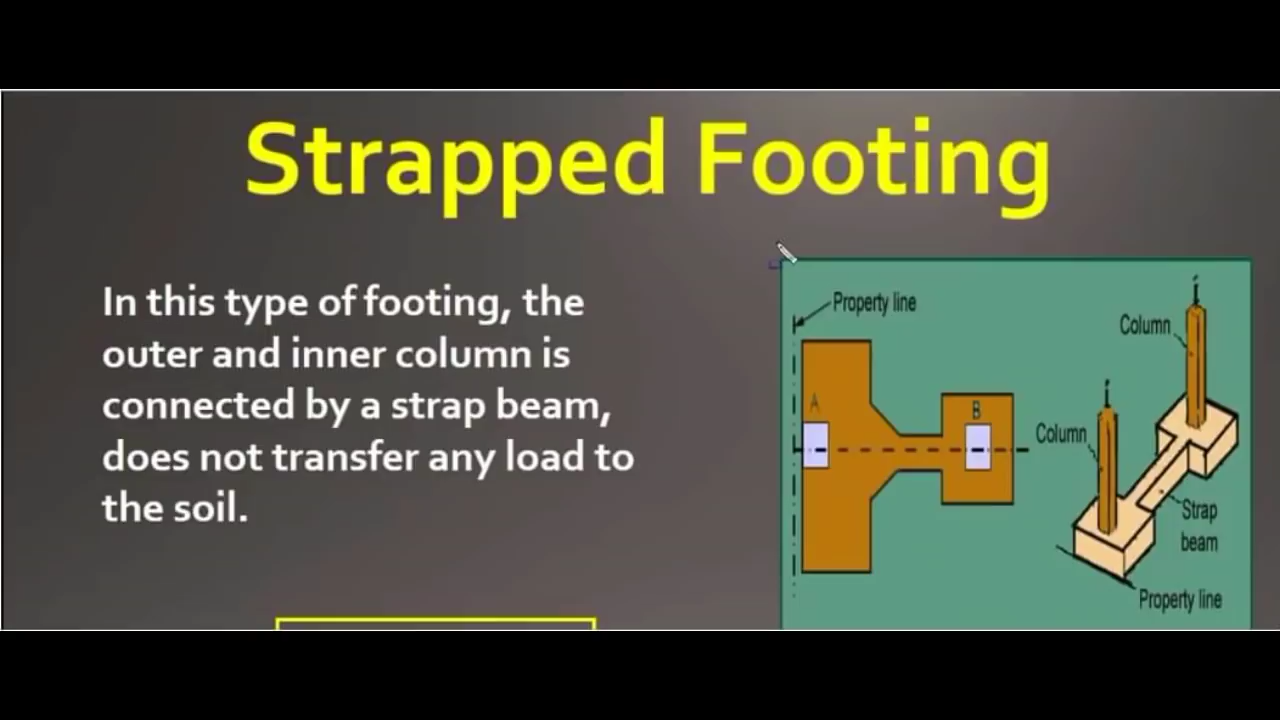 Strapped Footing
In this type of footing, the
outer and inner column is
connected by a strap beam,
does not transfer any load to
the soil.
Property line
A
B
Column
Column
Strap
beam
Property line